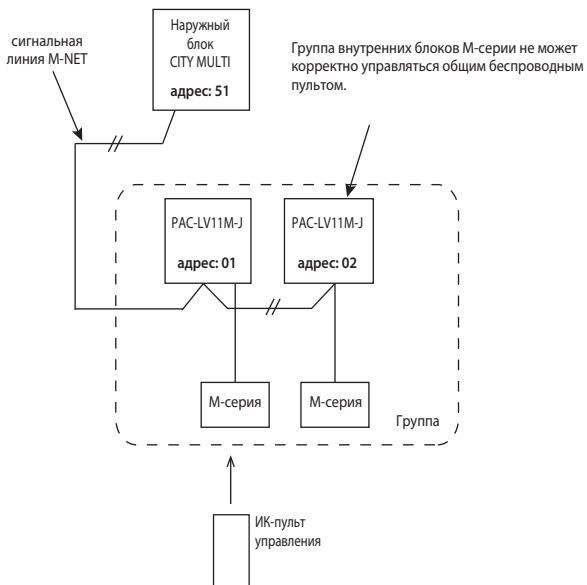 сигнальная
линия M-NET
Наружный
блок
CITY MULTI
адрес: 51
Группа внутренних блоков М-серии не может
корректно управляться общим беспроводным
пультом.
PAC-LV11M-J
адрес: 01
PAC-LV11M-J
адрес: 02
М-серия
М-серия
Группа
ИК-пульт
управления